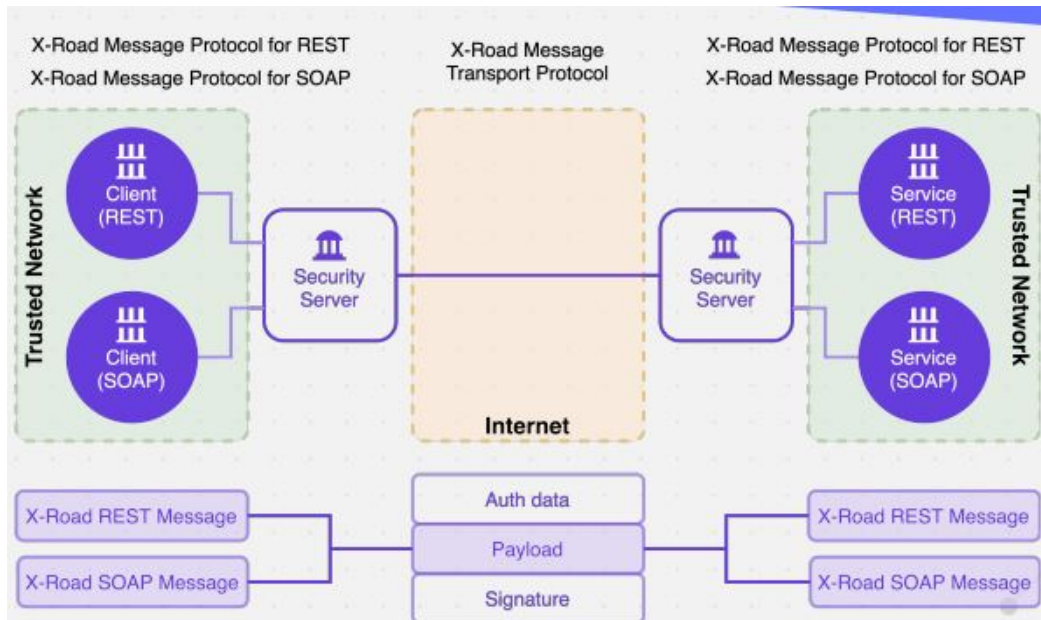 X-Road Message Protocol for REST
X-Road Message Protocol for SOAP
X-Road Message
Transport Protocol
X-Road Message Protocol for REST
X-Road Message Protocol for SOAP
Trusted Network
Client
(REST)
Client
(SOAP)
Security
Server
Internet
Security
Server
Service
(REST)
Service
(SOAP)
Trusted Network
X-Road REST Message
X-Road SOAP Message
Auth data
Payload
Signature
X-Road REST Message
X-Road SOAP Message